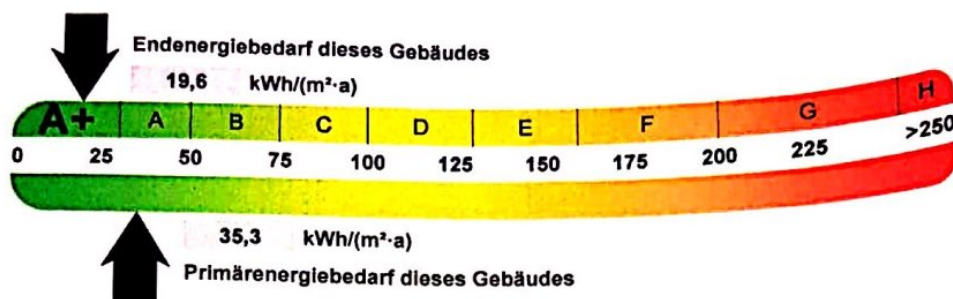 Endenergiebedarf dieses Gebäudes
19,6 kWh/(m²·a)
A+ A B C D E F G H
0 25 50 75 100 125 150 175 200 225 >250
35,3 kWh/(m²·a)
Primärenergiebedarf dieses Gebäudes